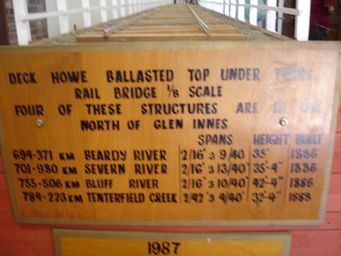 DECK HOWE BALLASTED TOP UNDER TRUSS
RAIL BRIDGE 1/8 SCALE
FOUR OF THESE STRUCTURES ARE IN USE
NORTH OF GLEN INNES
SPANS HEIGHT BUILT
694-371 KM BEARDY RIVER 2/16' 3 9/40 35' 1886
701-980 KM SEVERN RIVER 2/16' 3 13/40 35'-4" 1886
755-506 KM BLUFF RIVER 2/16' 3 10/40 42'-4" 1886
784-223 KM TENTERFIELD CREEK 2/42' 3 4/40' 32'-4" 1888
1987